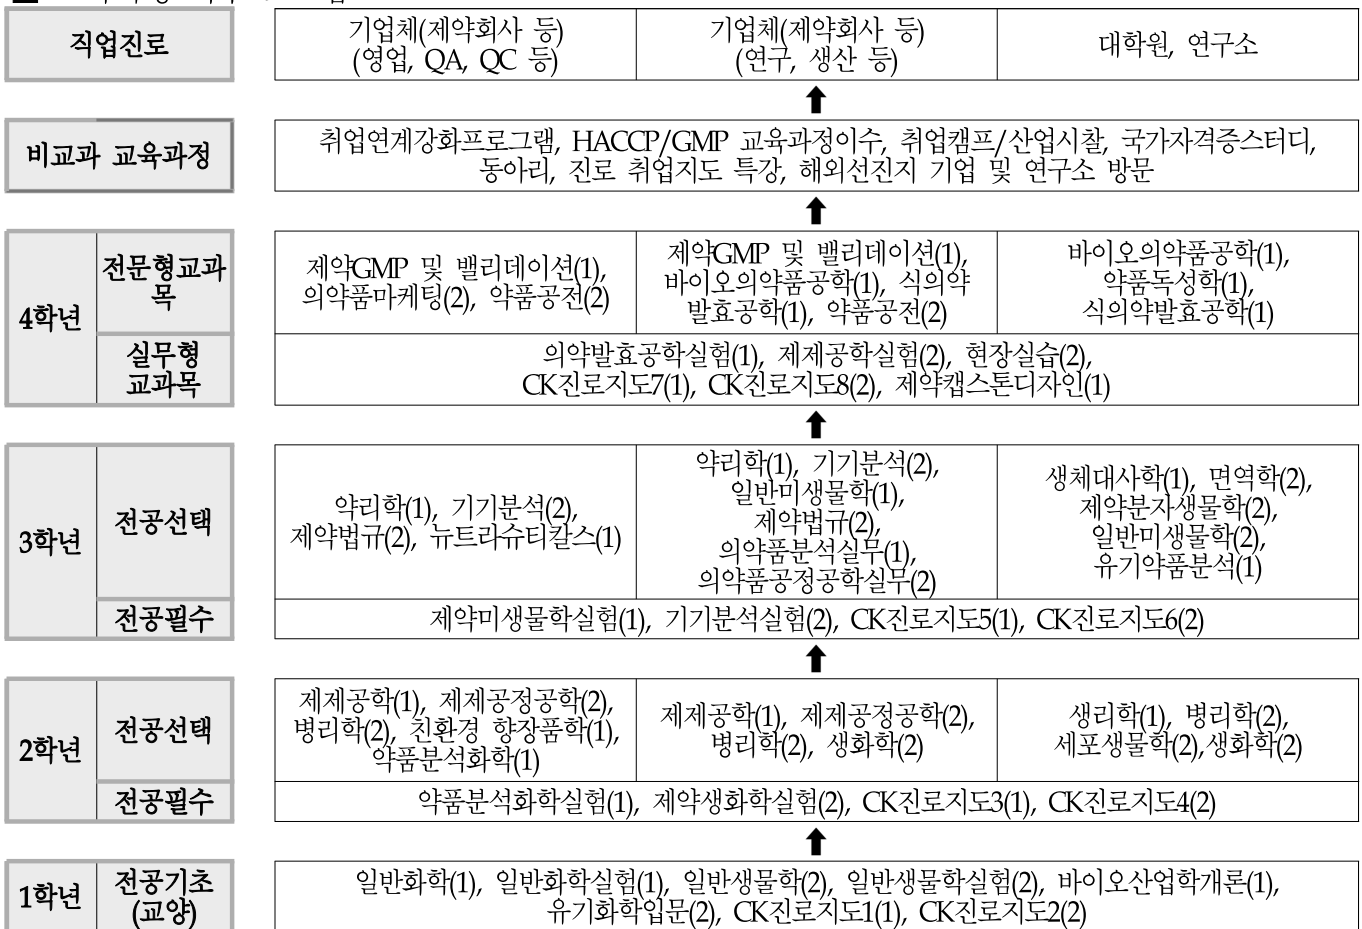 직업진로
기업체(제약회사 등)
(영업, QA, QC 등)
기업체(제약회사 등)
(연구, 생산 등)
대학원, 연구소
비교과 교육과정
취업연계강화프로그램, HACCP/GMP 교육과정이수, 취업캠프/산업시찰, 국가자격증스터디,
동아리, 진로 취업지도 특강, 해외선진지 기업 및 연구소 방문
4학년
전문형교과
목
제약GMP 및 밸리데이션(1),
의약품마케팅(2), 약품공전(2)
제약GMP 및 밸리데이션(1),
바이오의약품공학(1), 식의약
발효공학(1), 약품공전(2)
바이오의약품공학(1),
약품독성학(1),
식의약발효공학(1)
실무형
교과목
의약발효공학실험(1), 제제공학실험(2), 현장실습(2),
CK진로지도7(1), CK진로지도8(2), 제약캡스톤디자인(1)
3학년
전공선택
약리학(1), 기기분석(2),
제약법규(2), 뉴트라슈티칼스(1)
약리학(1), 기기분석(2),
일반미생물학(1),
제약법규(2),
의약품분석실무(1),
의약품공정공학실무(2)
생체대사학(1), 면역학(2),
제약분자생물학(2),
일반미생물학(2),
유기약품분석(1)
전공필수
제약미생물학실험(1), 기기분석실험(2), CK진로지도5(1), CK진로지도6(2)
2학년
전공선택
제제공학(1), 제제공정공학(2),
병리학(2), 친환경 향장품학(1),
약품분석화학(1)
제제공학(1), 제제공정공학(2),
병리학(2), 생화학(2)
생리학(1), 병리학(2),
세포생물학(2),생화학(2)
전공필수
약품분석화학실험(1), 제약생화학실험(2), CK진로지도3(1), CK진로지도4(2)
1학년
전공기초
(교양)
일반화학(1), 일반화학실험(1), 일반생물학(2), 일반생물학실험(2), 바이오산업학개론(1),
유기화학입문(2), CK진로지도1(1), CK진로지도2(2)